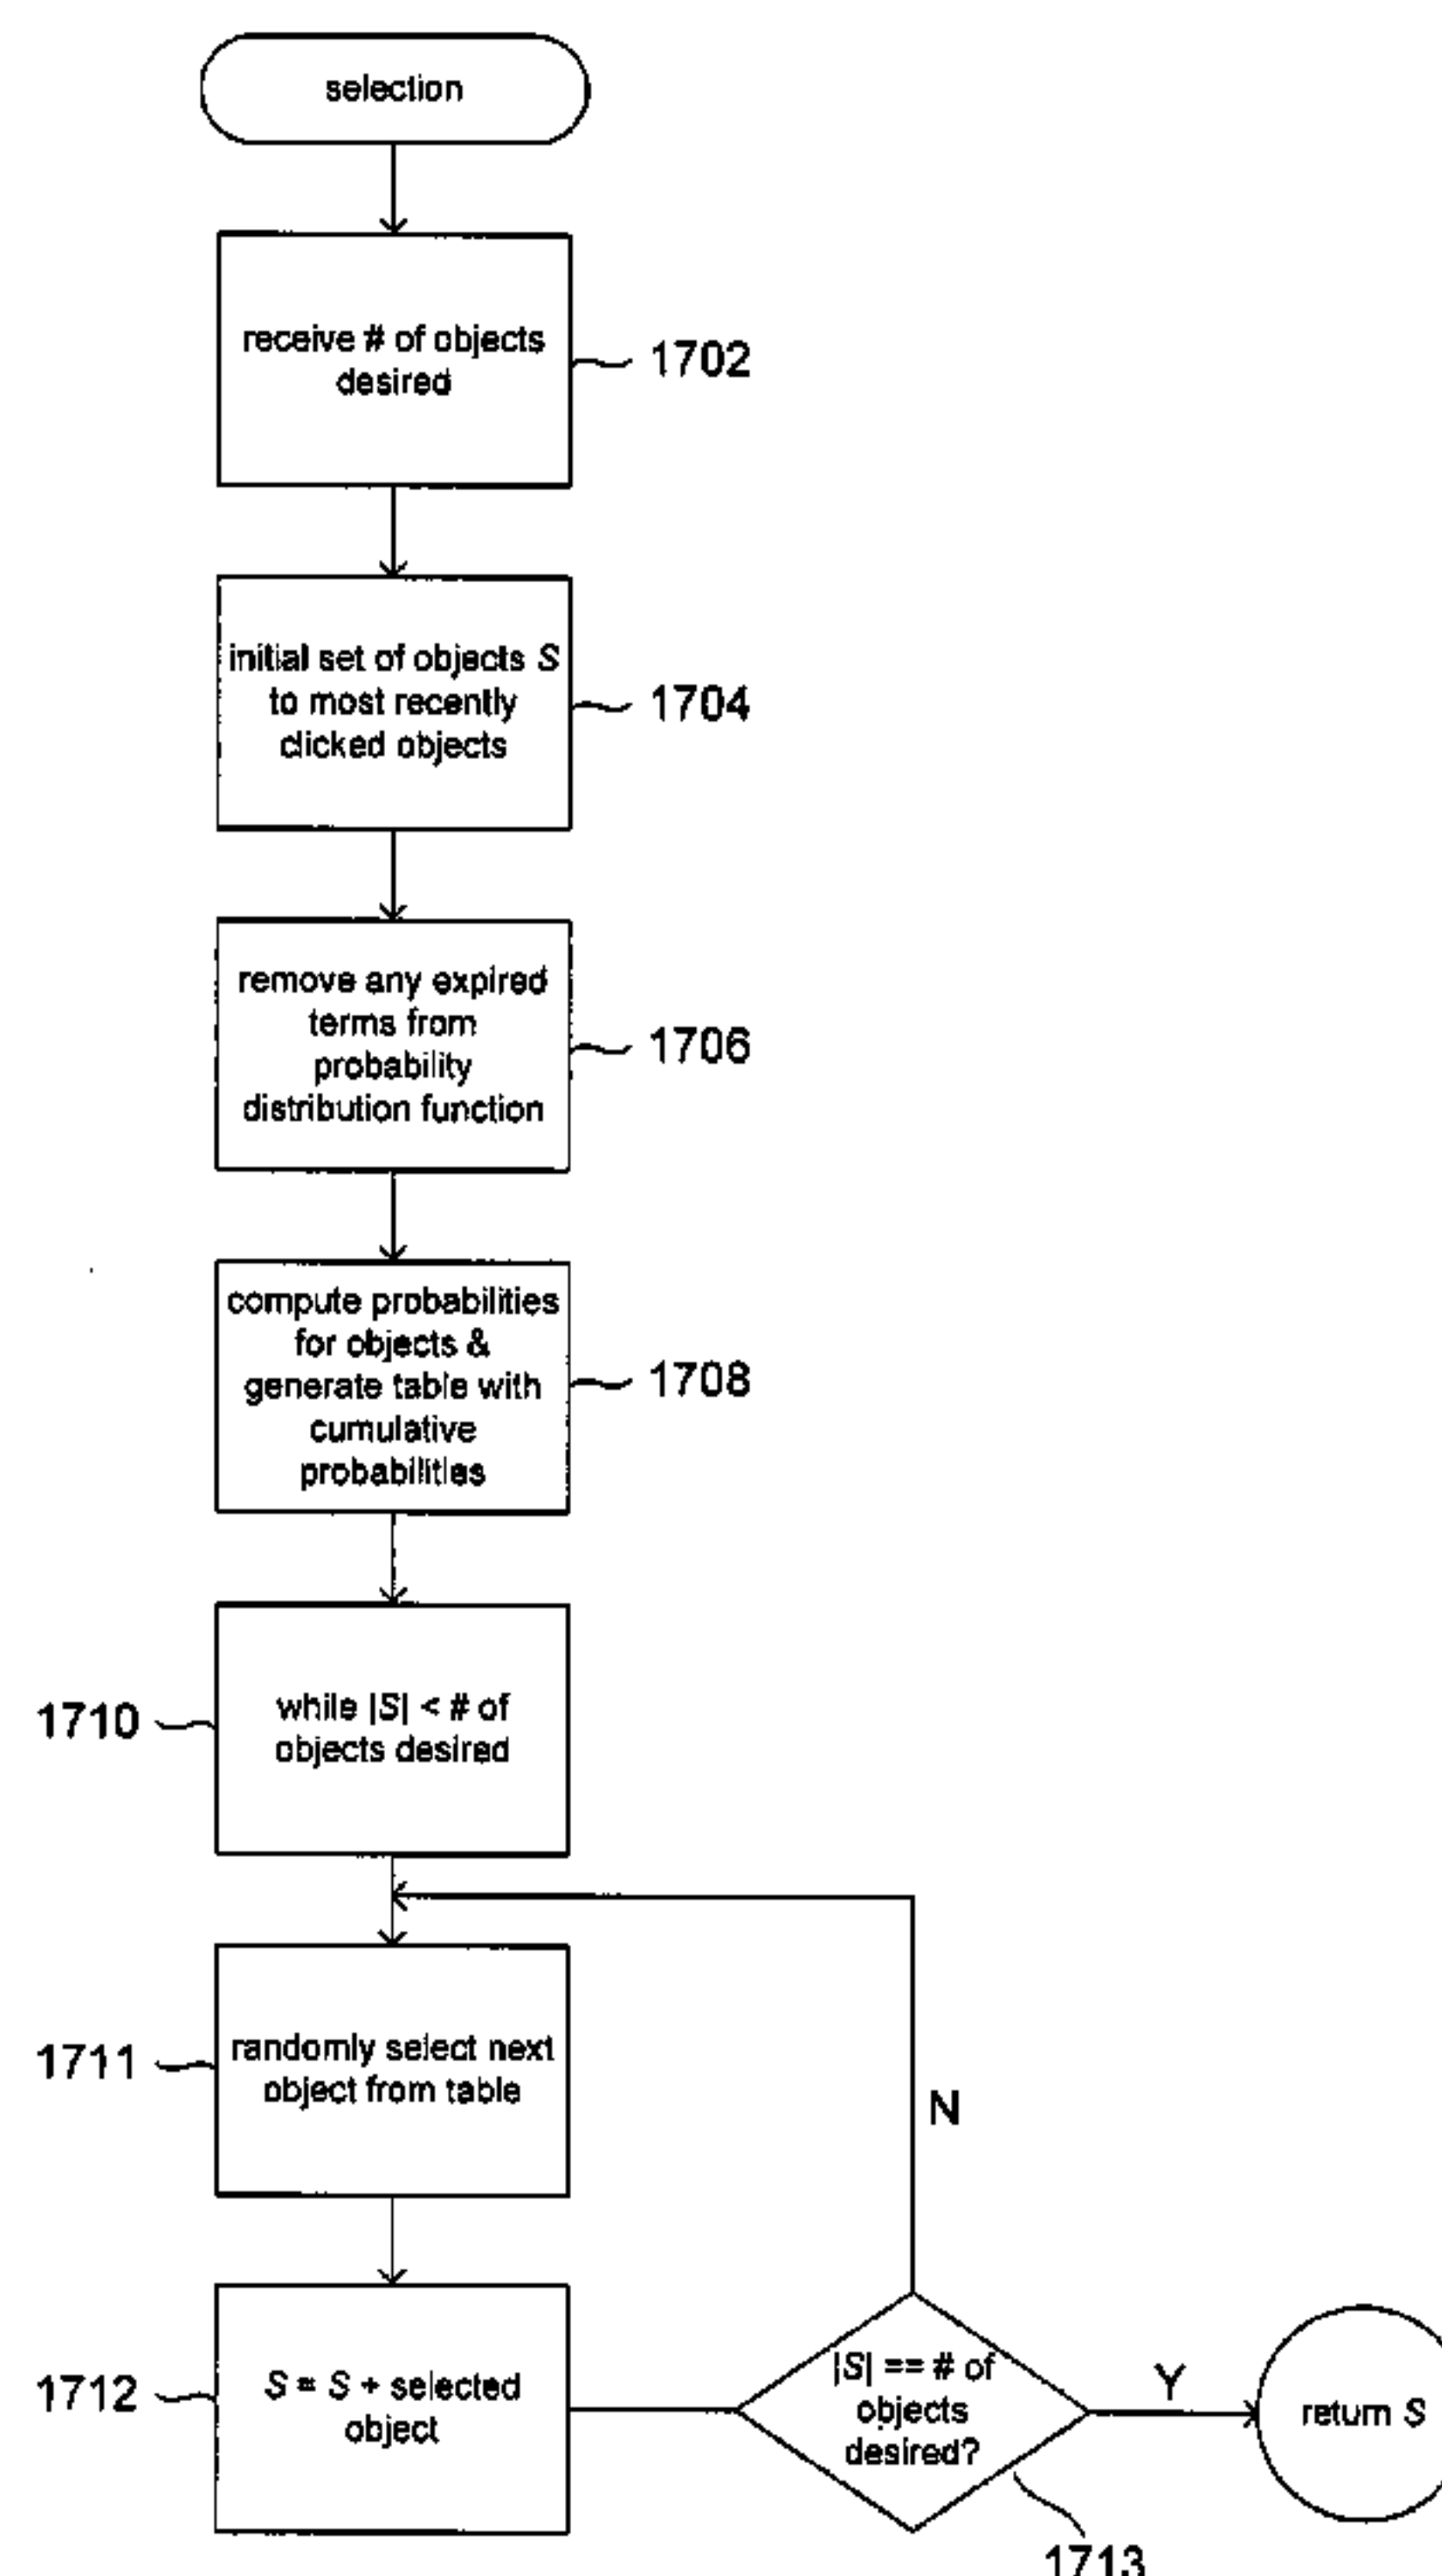 selection
receive # of objects
desired
1702
initial set of objects S
to most recently
clicked objects
1704
remove any expired
terms from
probability
distribution function
1706
compute probabilities
for objects &
generate table with
cumulative
probabilities
1708
1710
while |S| < # of
objects desired
1711
randomly select next
object from table
N
1712
S = S + selected
object
|S| == # of
objects
desired?
Y
return S
1713